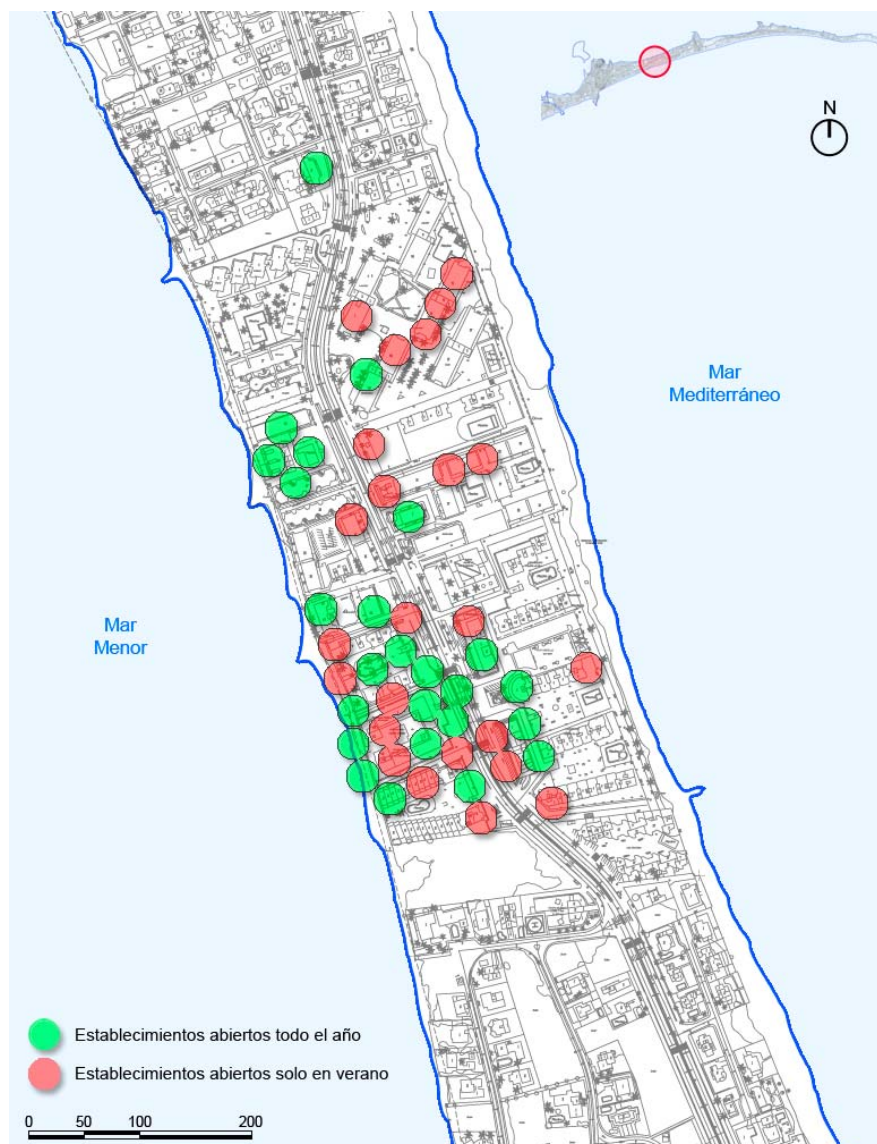 N
Mar
Mediterráneo
Mar
Menor
Establecimientos abiertos todo el año
Establecimientos abiertos solo en verano
0 50 100 200